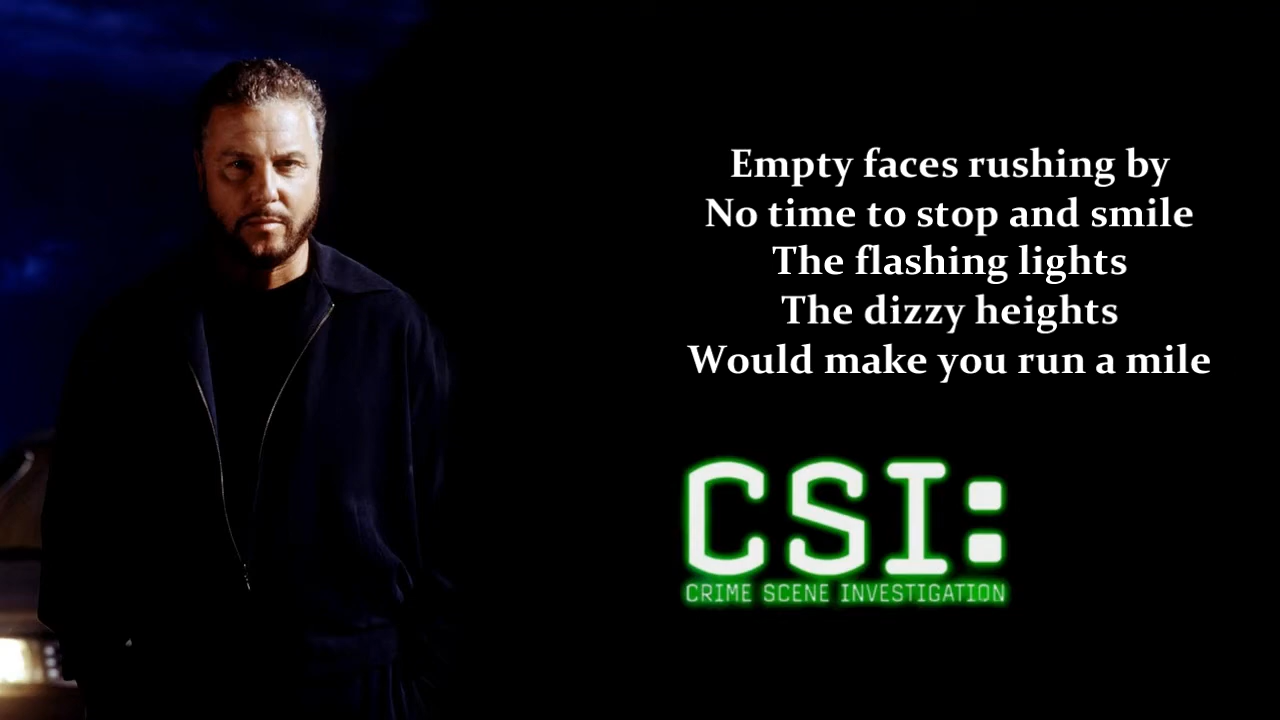 Empty faces rushing by
No time to stop and smile
The flashing lights
The dizzy heights
Would make you run a mile
CSI:
CRIME SCENE INVESTIGATION